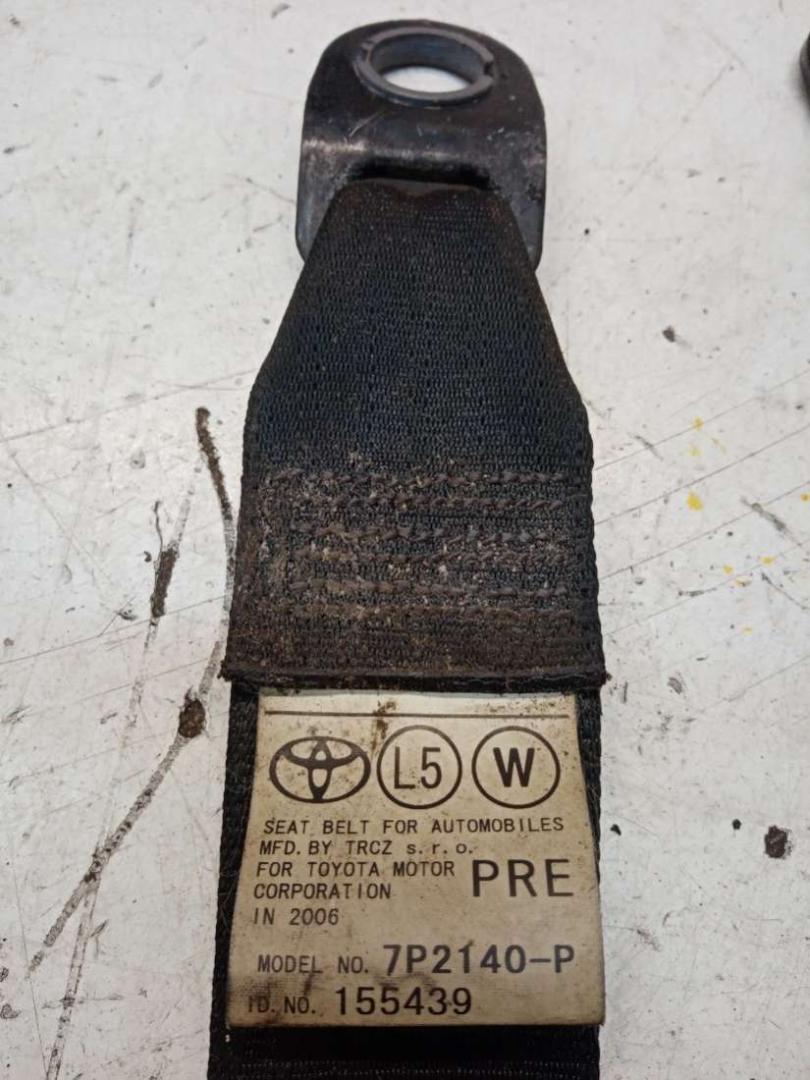 L5 W
SEAT BELT FOR AUTOMOBILES
MFD. BY TRCZ s. r. o.
FOR TOYOTA MOTOR
CORPORATION
PRE
IN 2006
MODEL NO. 7P2140-P
ID. NO. 155439